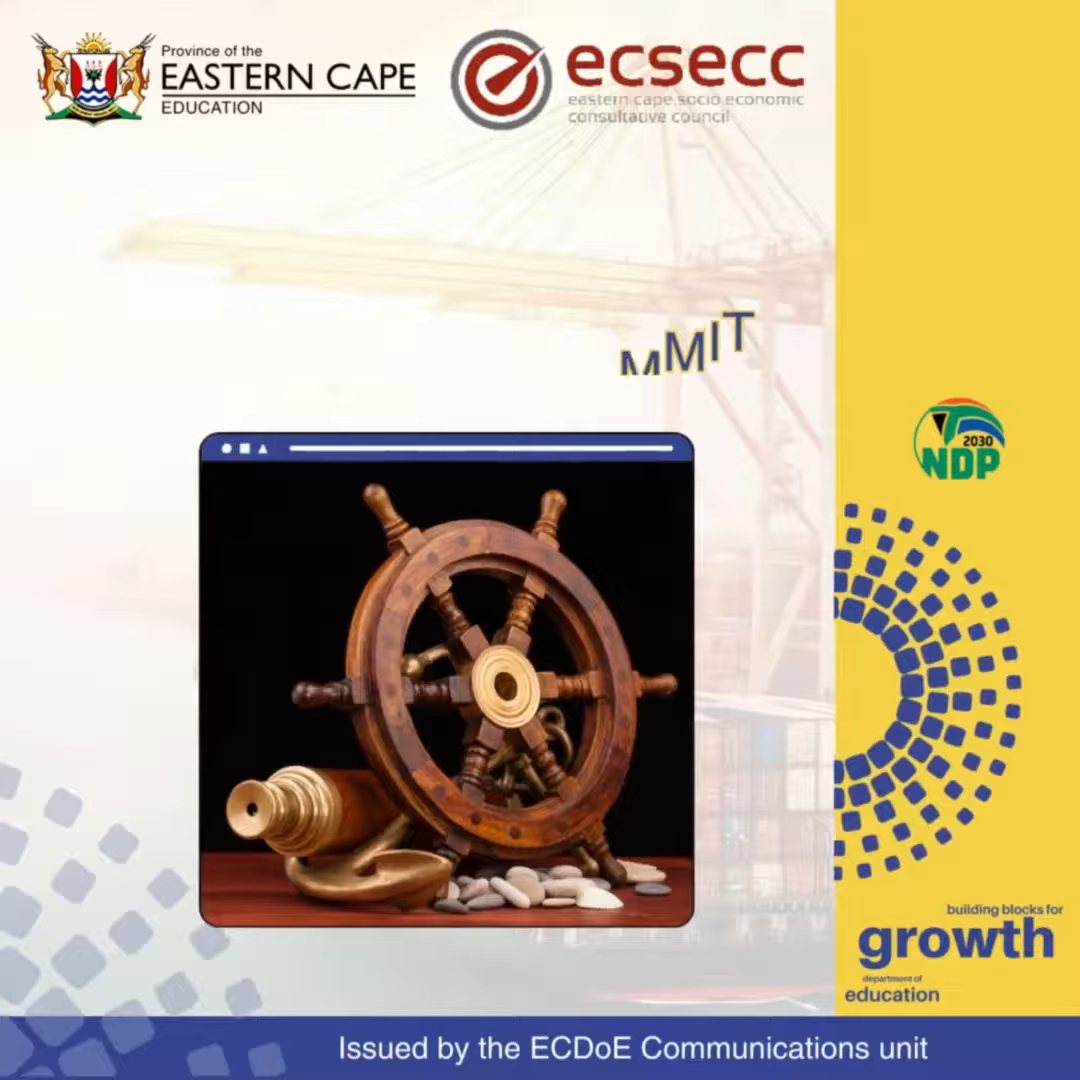 Province of the
EASTERN CAPE
EDUCATION
ecsecc
eastern cape socio economic
consultative council
MMIT
2030
NDP
building blocks for
growth
department of
education
Issued by the ECDoE Communications unit